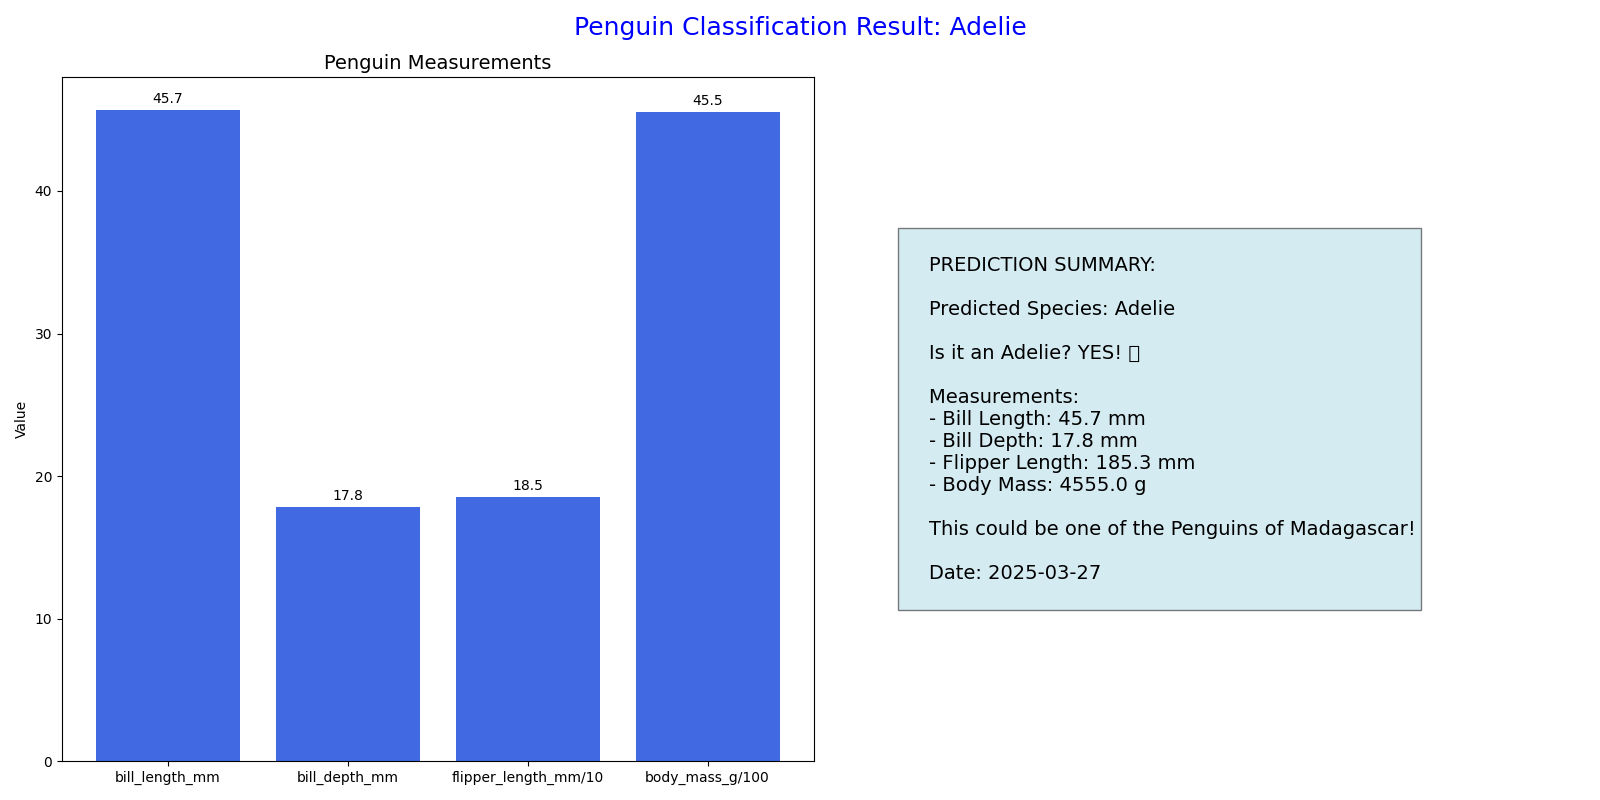 Penguin Classification Result: Adelie
Penguin Measurements
45.7
17.8
18.5
45.5
40
30
20
10
0
Value
bill_length_mm
bill_depth_mm
flipper_length_mm/10
body_mass_g/100
PREDICTION SUMMARY:
Predicted Species: Adelie
Is it an Adelie? YES! 
Measurements:
- Bill Length: 45.7 mm
- Bill Depth: 17.8 mm
- Flipper Length: 185.3 mm
- Body Mass: 4555.0 g
This could be one of the Penguins of Madagascar!
Date: 2025-03-27